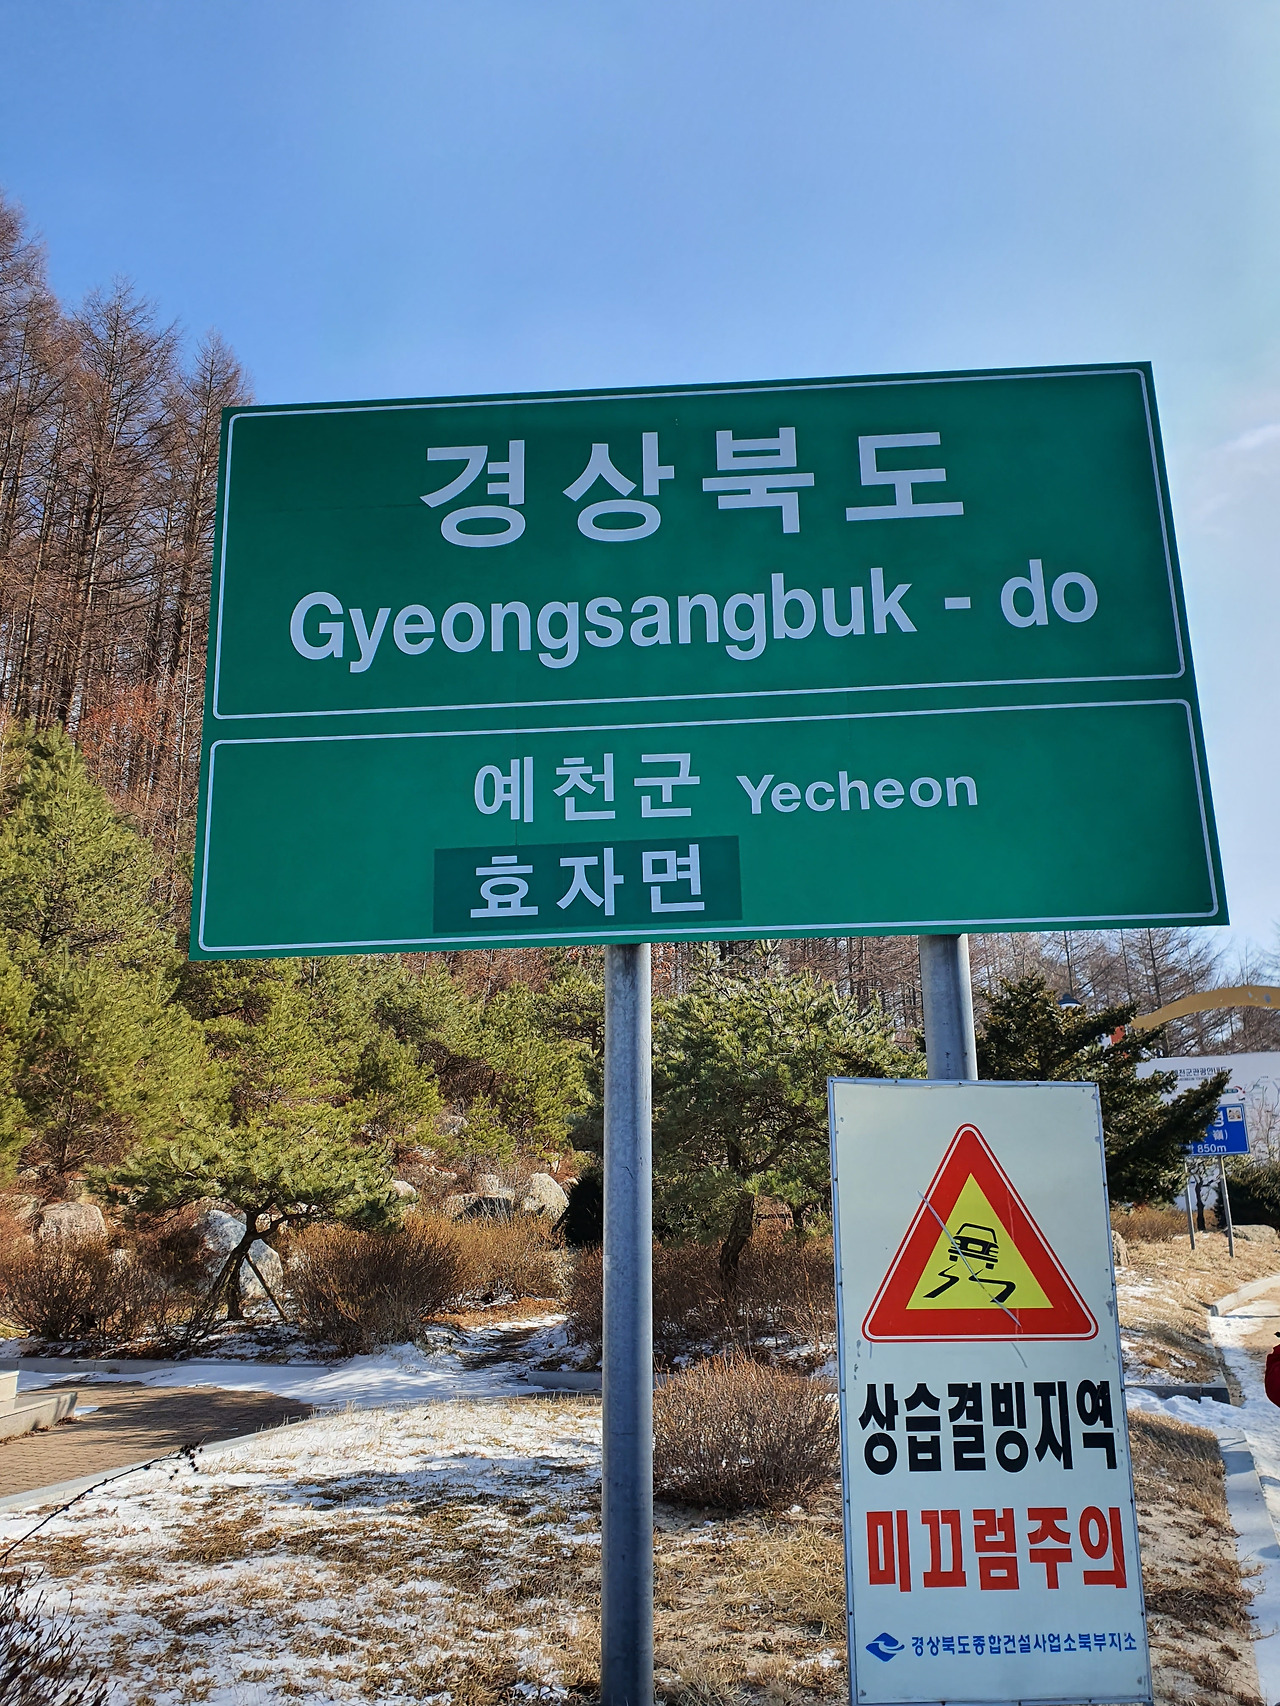 경상북도
Gyeongsangbuk - do
예천군 Yecheon
효자면
상습결빙지역
미끄럼주의
경상북도종합건설사업소북부지소
850m